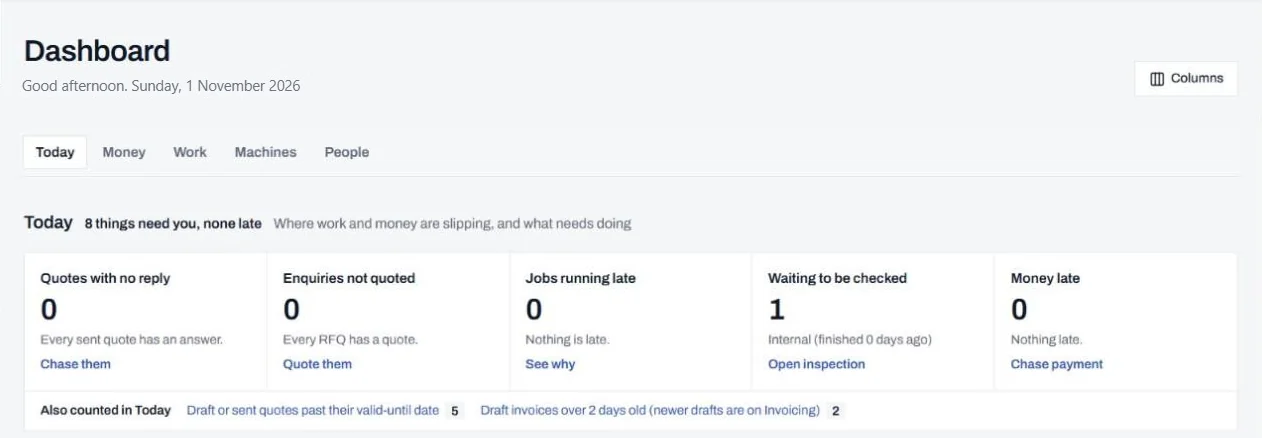 Dashboard
Good afternoon. Sunday, 1 November 2026
Columns
Today Money Work Machines People
Today 8 things need you, none late Where work and money are slipping, and what needs doing
Quotes with no reply
0
Every sent quote has an answer.
Chase them
Enquiries not quoted
0
Every RFQ has a quote.
Quote them
Jobs running late
0
Nothing is late.
See why
Waiting to be checked
1
Internal (finished 0 days ago)
Open inspection
Money late
0
Nothing late.
Chase payment
Also counted in Today Draft or sent quotes past their valid-until date 5 Draft invoices over 2 days old (newer drafts are on Invoicing) 2